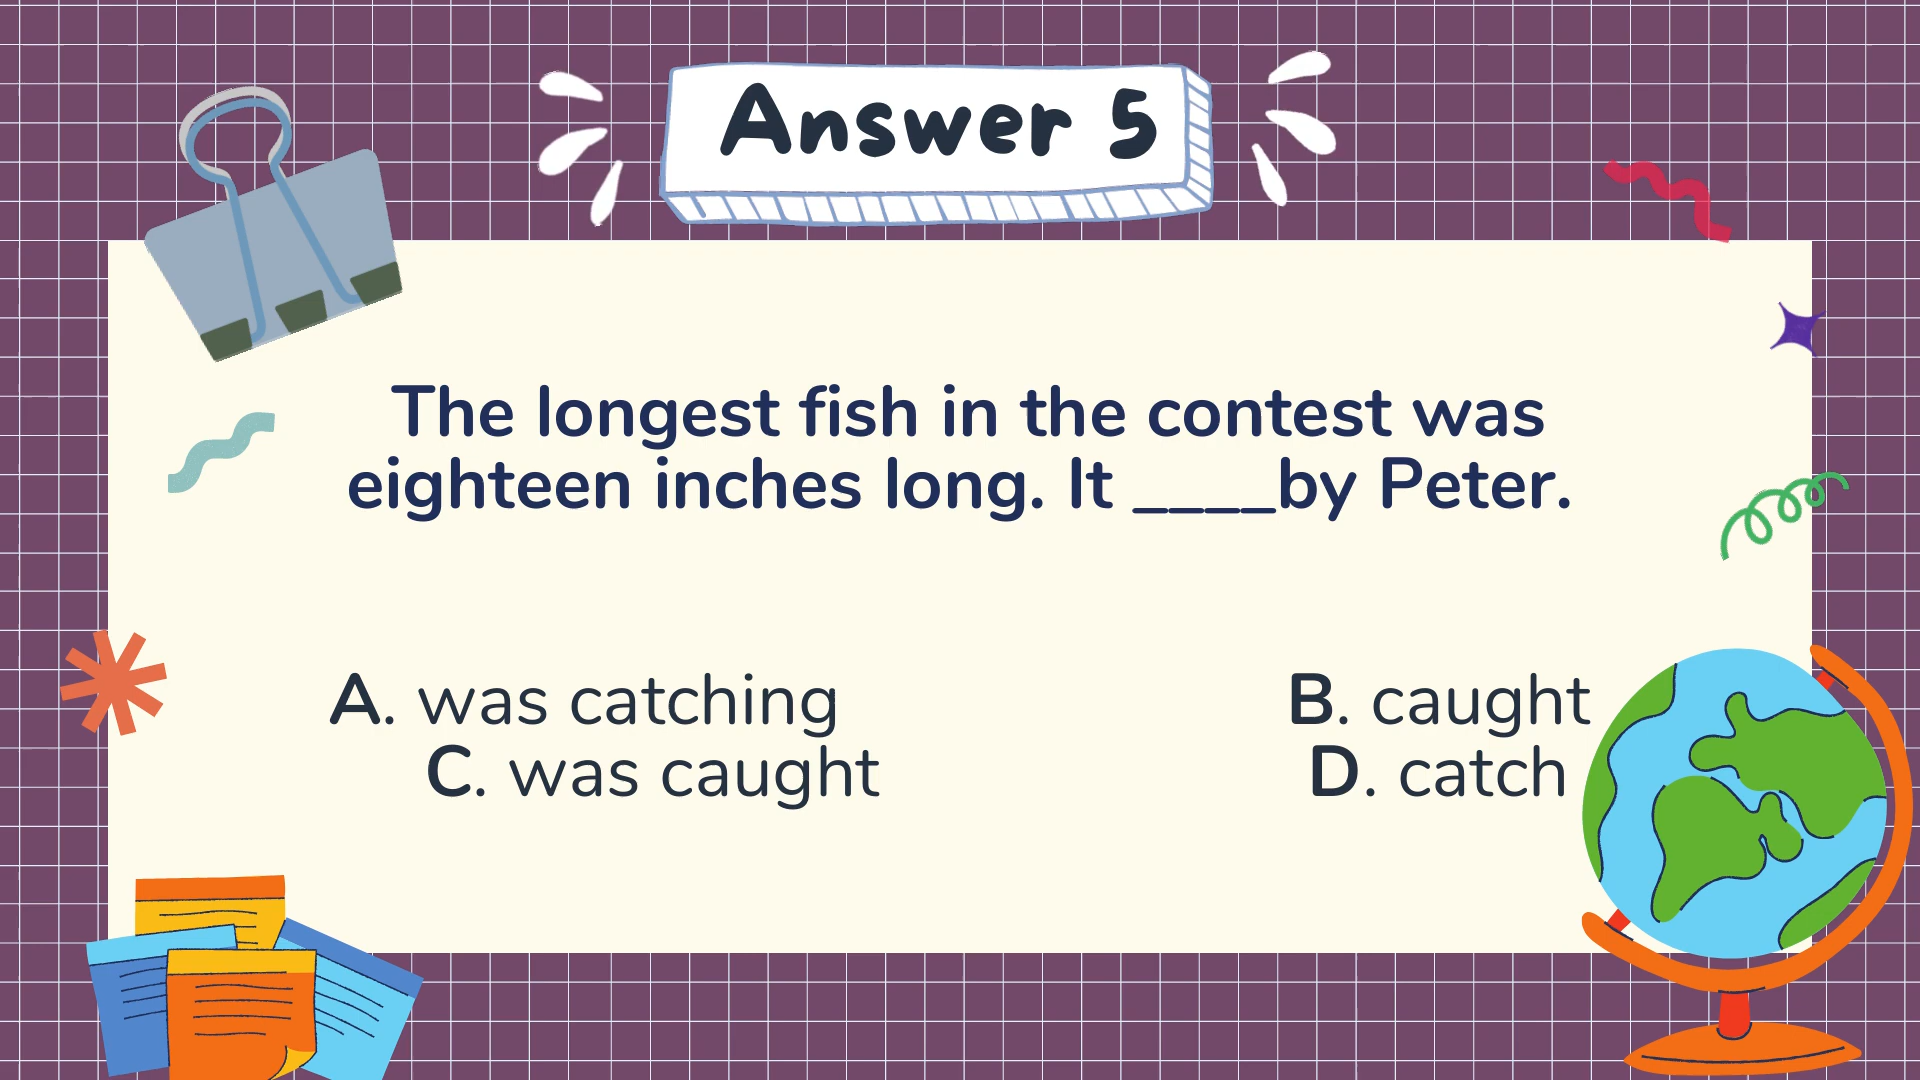 Answer 5
The longest fish in the contest was
eighteen inches long. It ____by Peter.
A. was catching B. caught
C. was caught D. catch